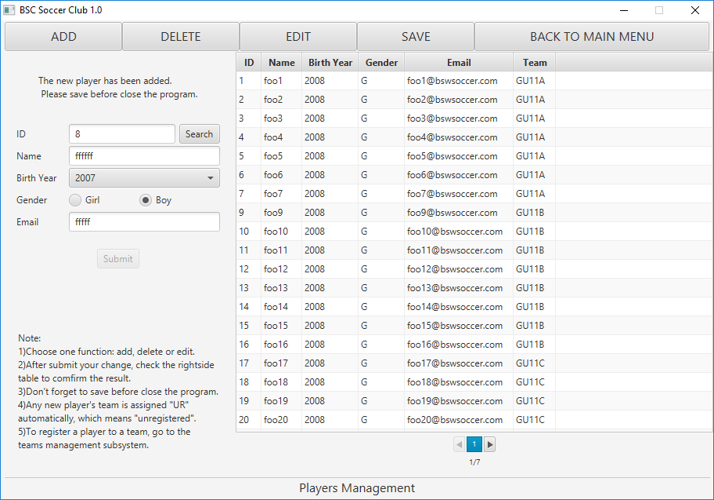 BSC Soccer Club 1.0
ADD DELETE EDIT SAVE BACK TO MAIN MENU
The new player has been added.
Please save before close the program.
ID 8 Search
Name ffffff
Birth Year 2007
Gender Girl Boy
Email fffff
Submit
Note:
1)Choose one function: add, delete or edit.
2)After submit your change, check the rightside
table to comfirm the result.
3)Don't forget to save before close the program.
4)Any new player's team is assigned "UR"
automatically, which means "unregistered".
5)To register a player to a team, go to the
teams management subsystem.
ID Name Birth Year Gender Email Team
1 foo1 2008 G foo1@bswsoccer.com GU11A
2 foo2 2008 G foo2@bswsoccer.com GU11A
3 foo3 2008 G foo3@bswsoccer.com GU11A
4 foo4 2008 G foo4@bswsoccer.com GU11A
5 foo5 2008 G foo5@bswsoccer.com GU11A
6 foo6 2008 G foo6@bswsoccer.com GU11A
7 foo7 2008 G foo7@bswsoccer.com GU11A
9 foo9 2008 G foo9@bswsoccer.com GU11B
10 foo10 2008 G foo10@bswsoccer.com GU11B
11 foo11 2008 G foo11@bswsoccer.com GU11B
12 foo12 2008 G foo12@bswsoccer.com GU11B
13 foo13 2008 G foo13@bswsoccer.com GU11B
14 foo14 2008 G foo14@bswsoccer.com GU11B
15 foo15 2008 G foo15@bswsoccer.com GU11B
16 foo16 2008 G foo16@bswsoccer.com GU11B
17 foo17 2008 G foo17@bswsoccer.com GU11C
18 foo18 2008 G foo18@bswsoccer.com GU11C
19 foo19 2008 G foo19@bswsoccer.com GU11C
20 foo20 2008 G foo20@bswsoccer.com GU11C
1
1/7
Players Management